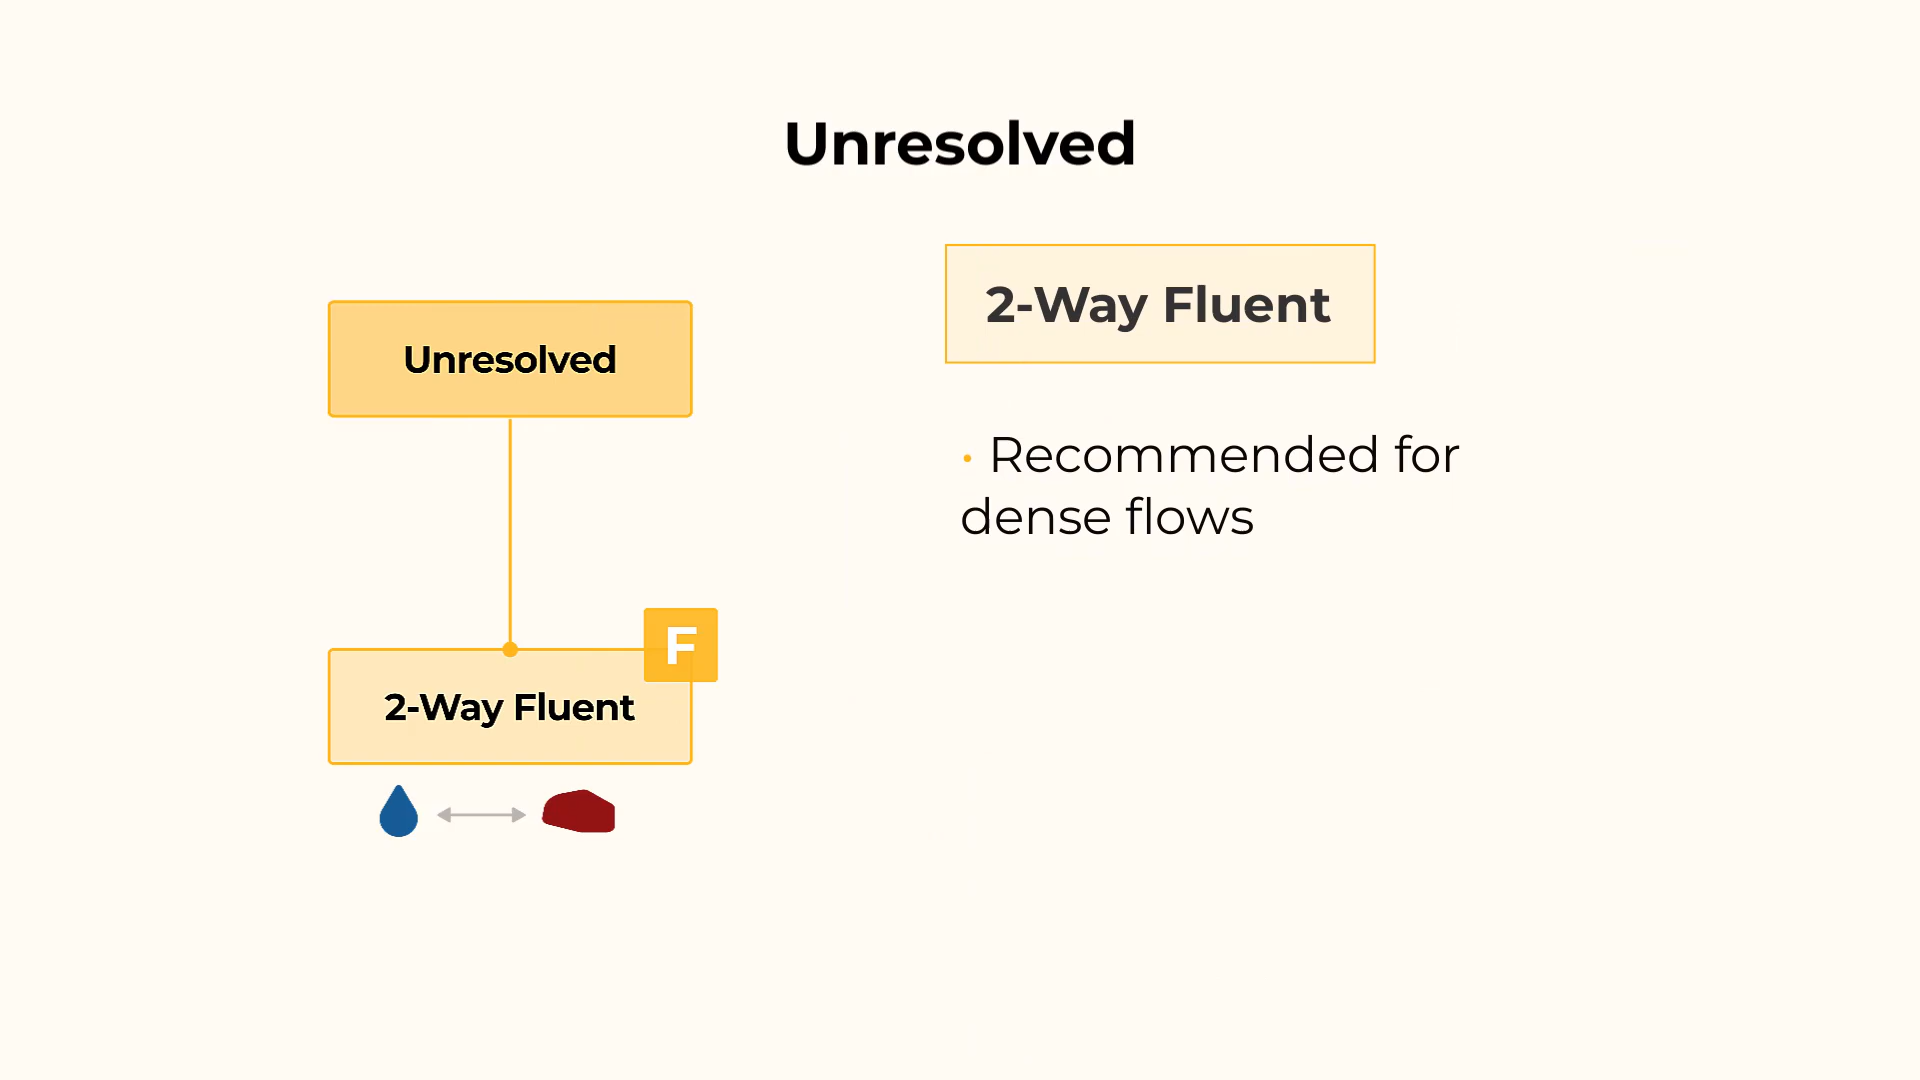 Unresolved
Unresolved
F
2-Way Fluent
2-Way Fluent
• Recommended for
dense flows